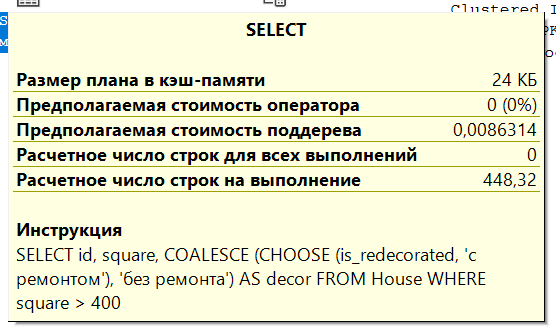 Clustered I
SELECT
Размер плана в кэш-памяти 24 КБ
Предполагаемая стоимость оператора 0 (0%)
Предполагаемая стоимость поддерева 0,0086314
Расчетное число строк для всех выполнений 0
Расчетное число строк на выполнение 448,32
Инструкция
SELECT id, square, COALESCE (CHOOSE (is_redecorated, 'с
ремонтом'), 'без ремонта') AS decor FROM House WHERE
square > 400